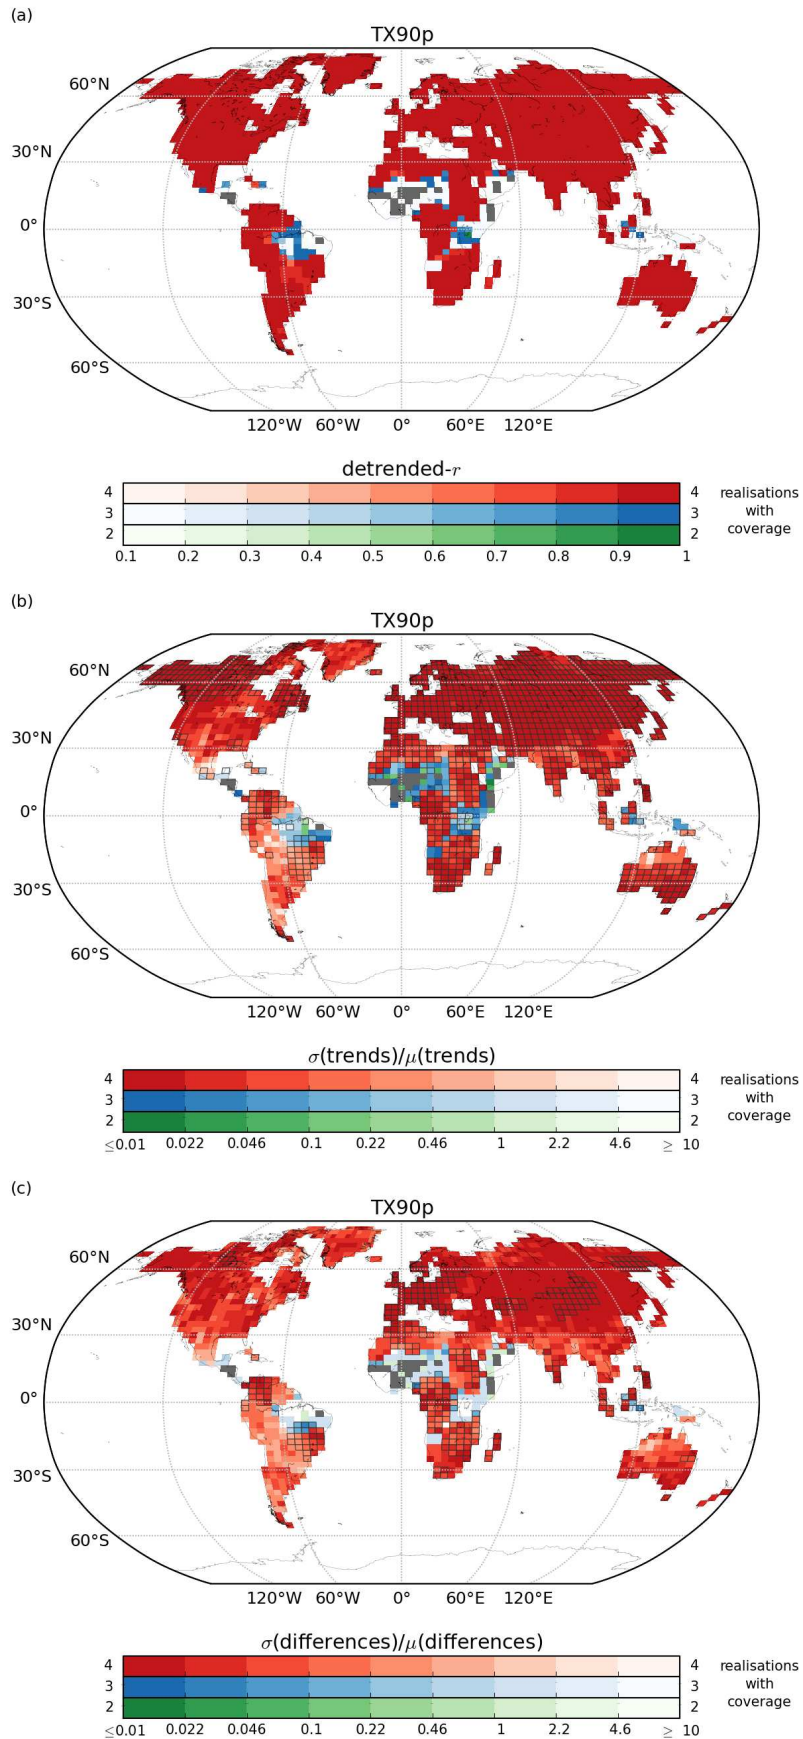 (a)
TX90p
60°N
30°N
0°
30°S
60°S
120°W 60°W 0° 60°E 120°E
detrended-r
4 4 realisations
3 3 with
2 2 coverage
0.1 0.2 0.3 0.4 0.5 0.6 0.7 0.8 0.9 1
(b)
TX90p
60°N
30°N
0°
30°S
60°S
120°W 60°W 0° 60°E 120°E
σ(trends)/μ(trends)
4 4 realisations
3 3 with
2 2 coverage
≤0.01 0.022 0.046 0.1 0.22 0.46 1 2.2 4.6 ≥ 10
(c)
TX90p
60°N
30°N
0°
30°S
60°S
120°W 60°W 0° 60°E 120°E
σ(differences)/μ(differences)
4 4 realisations
3 3 with
2 2 coverage
≤0.01 0.022 0.046 0.1 0.22 0.46 1 2.2 4.6 ≥ 10